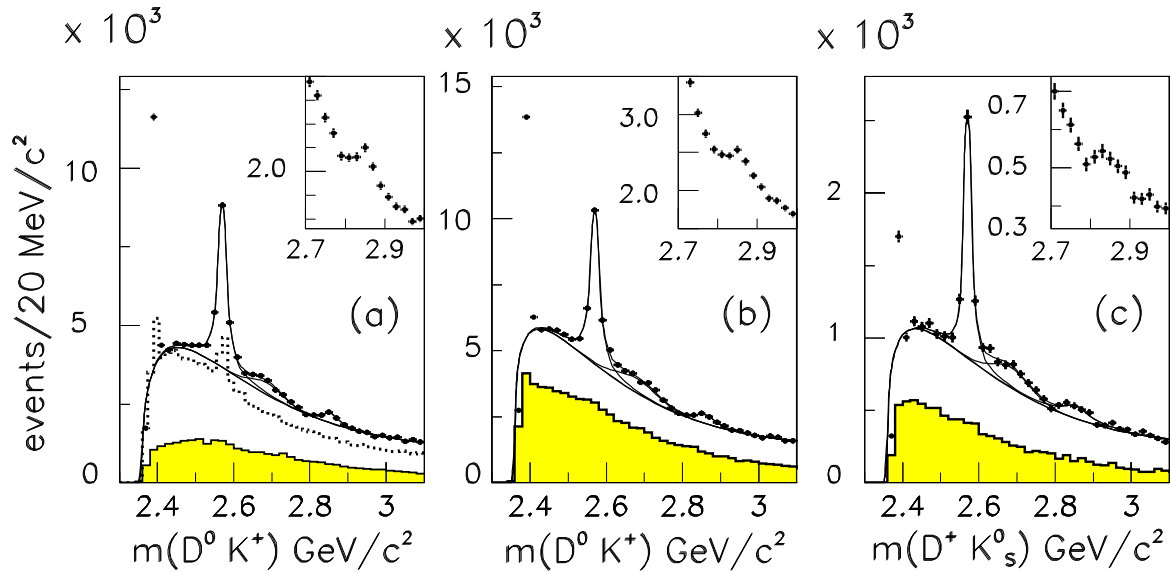 x 10³ x 10³ x 10³
events/20 MeV/c²
10
5
0
2.4 2.6 2.8 3
m(D⁰ K⁺) GeV/c²
(a)
2.0
2.7 2.9
15
10
5
0
2.4 2.6 2.8 3
m(D⁰ K⁺) GeV/c²
(b)
3.0
2.0
2.7 2.9
2
1
0
2.4 2.6 2.8 3
m(D⁺ K⁰ₛ) GeV/c²
(c)
0.7
0.5
0.3
2.7 2.9